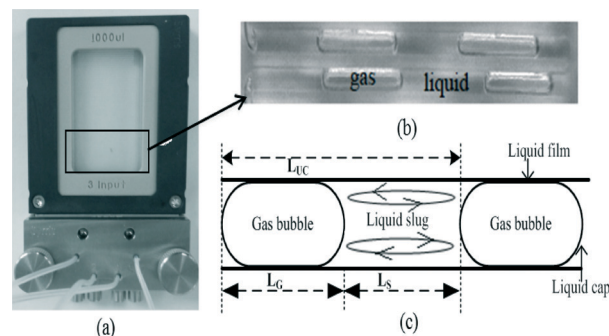 (a)
1000ul
3 Input
(a)
gas
liquid
(b)
L_UC
Liquid film
Gas bubble
Liquid slug
Gas bubble
L_G
L_S
Liquid cap
(c)